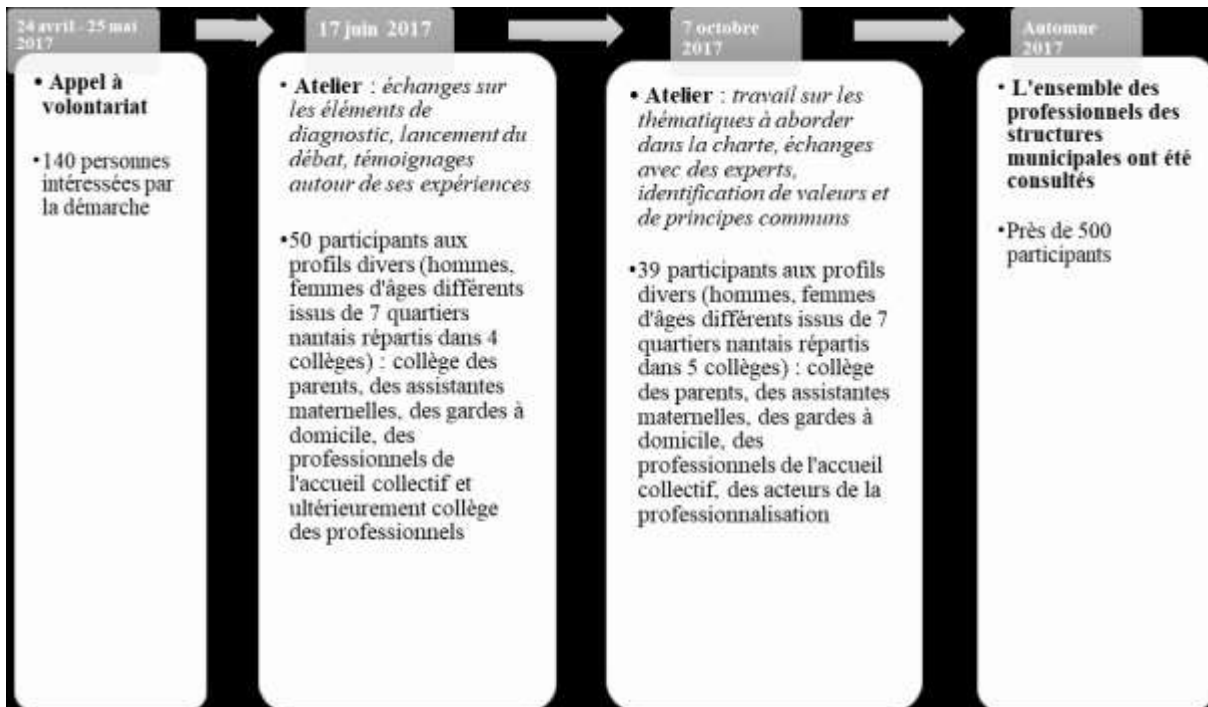 24 avril - 25 mai
2017
• Appel à
volontariat
•140 personnes
intéressées par
la démarche
17 juin 2017
• Atelier : échanges sur
les éléments de
diagnostic, lancement du
débat, témoignages
autour de ses expériences
•50 participants aux
profils divers (hommes,
femmes d'âges différents
issus de 7 quartiers
nantais répartis dans 4
collèges) : collège des
parents, des assistantes
maternelles, des gardes à
domicile, des
professionnels de
l'accueil collectif et
ultérieurement collège
des professionnels
7 octobre
2017
• Atelier : travail sur les
thématiques à aborder
dans la charte, échanges
avec des experts,
identification de valeurs et
de principes communs
•39 participants aux profils
divers (hommes, femmes
d'âges différents issus de 7
quartiers nantais répartis
dans 5 collèges) : collège
des parents, des assistantes
maternelles, des gardes à
domicile, des
professionnels de l'accueil
collectif, des acteurs de la
professionnalisation
Automne
2017
• L'ensemble des
professionnels des
structures
municipales ont été
consultés
•Près de 500
participants